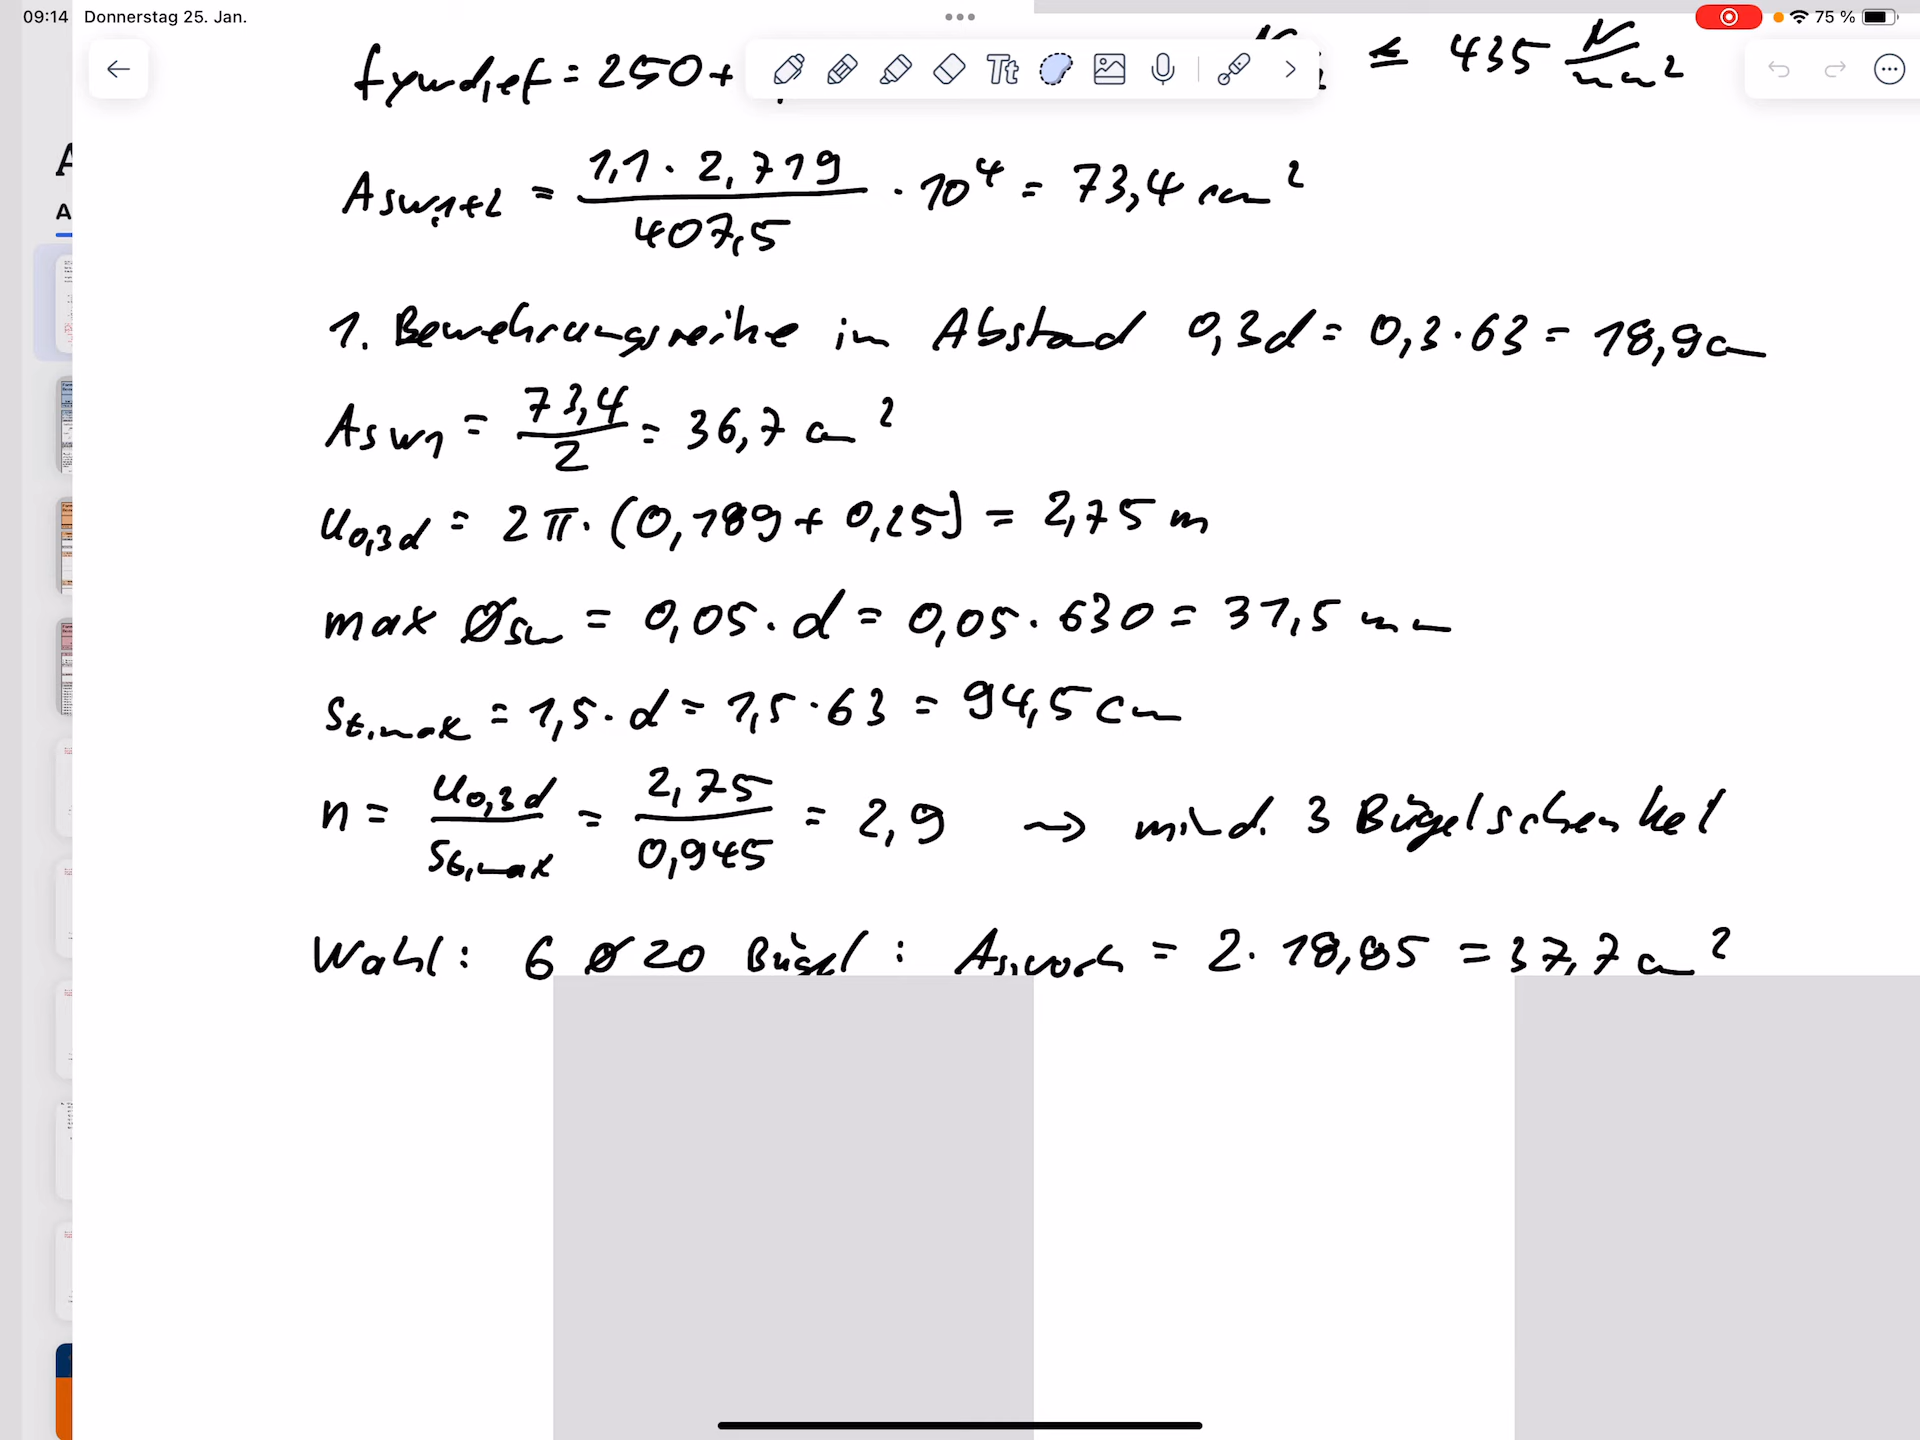 09:14 Donnerstag 25. Jan. 75 %
fywd,ef = 250+ ≤ 435 N/mm²
Tt
A
A
Asw,1+2 = 1,1 · 2,719 / 407,5 · 10⁴ = 73,4 cm²
1. Bewehrungsreihe im Abstand 0,3d = 0,3·63 = 18,9cm
Asw1 = 73,4 / 2 = 36,7 cm²
u0,3d = 2π·(0,189+0,25) = 2,75 m
max Øsw = 0,05·d = 0,05·630 = 31,5 mm
st,max = 1,5·d = 1,5·63 = 94,5 cm
n = u0,3d / st,max = 2,75 / 0,945 = 2,9 → mind. 3 Bügelschenkel
Wahl: 6 Ø 20 Bügel: As,vorh = 2·18,85 = 37,7 cm²